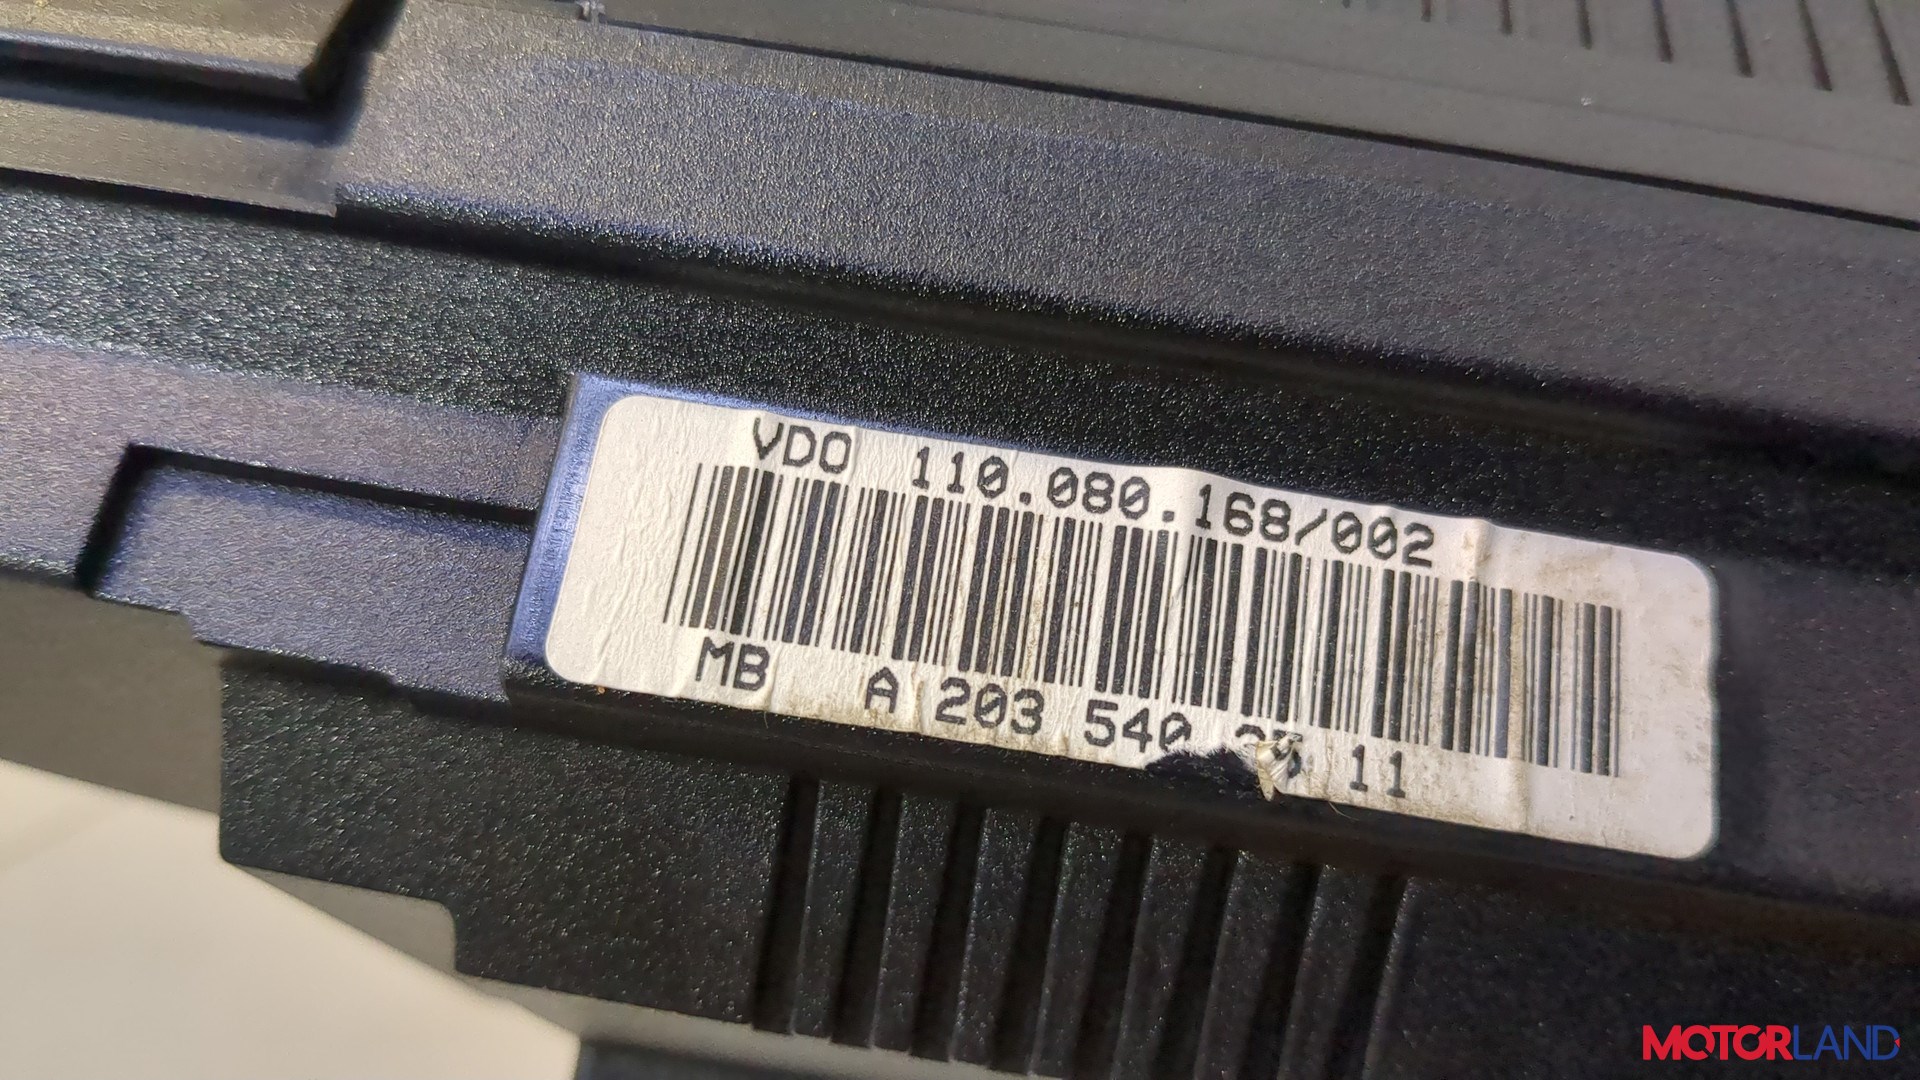 VDO 110.080.168/002
MB A 203 540 11
MOTORLAND